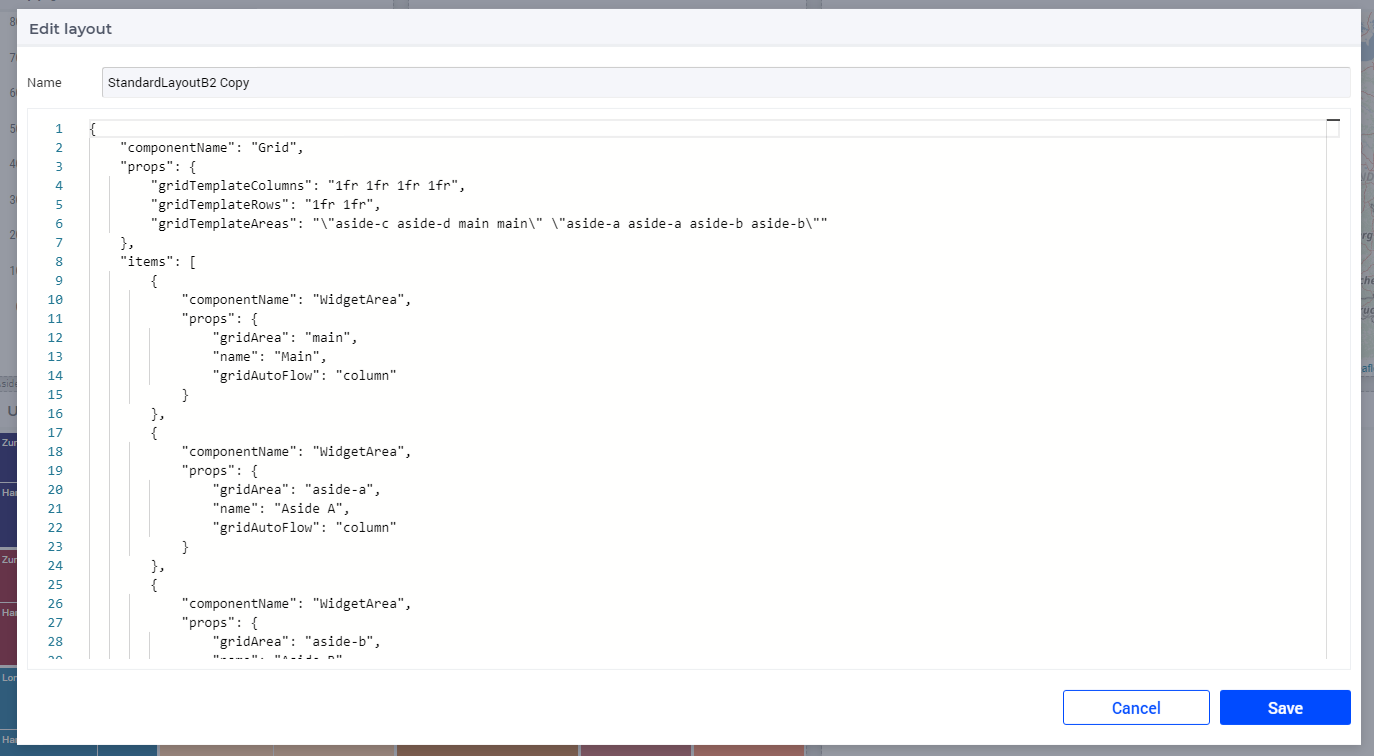 Edit layout
Name StandardLayoutB2 Copy
1 {
2 "componentName": "Grid",
3 "props": {
4 "gridTemplateColumns": "1fr 1fr 1fr 1fr",
5 "gridTemplateRows": "1fr 1fr",
6 "gridTemplateAreas": "\"aside-c aside-d main main\" \"aside-a aside-a aside-b aside-b\""
7 },
8 "items": [
9 {
10 "componentName": "WidgetArea",
11 "props": {
12 "gridArea": "main",
13 "name": "Main",
14 "gridAutoFlow": "column"
15 }
16 },
17 {
18 "componentName": "WidgetArea",
19 "props": {
20 "gridArea": "aside-a",
21 "name": "Aside A",
22 "gridAutoFlow": "column"
23 }
24 },
25 {
26 "componentName": "WidgetArea",
27 "props": {
28 "gridArea": "aside-b",
Cancel Save